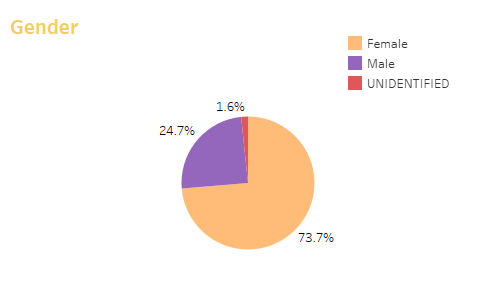 Gender
Female
Male
UNIDENTIFIED
1.6%
24.7%
73.7%